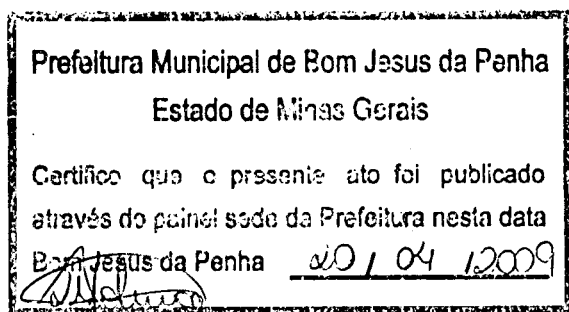 Prefeitura Municipal de Bom Jesus da Penha
Estado de Minas Gerais
Certifico que o presente ato foi publicado
através do painel sede da Prefeitura nesta data
Bom Jesus da Penha 20 / 04 / 2009